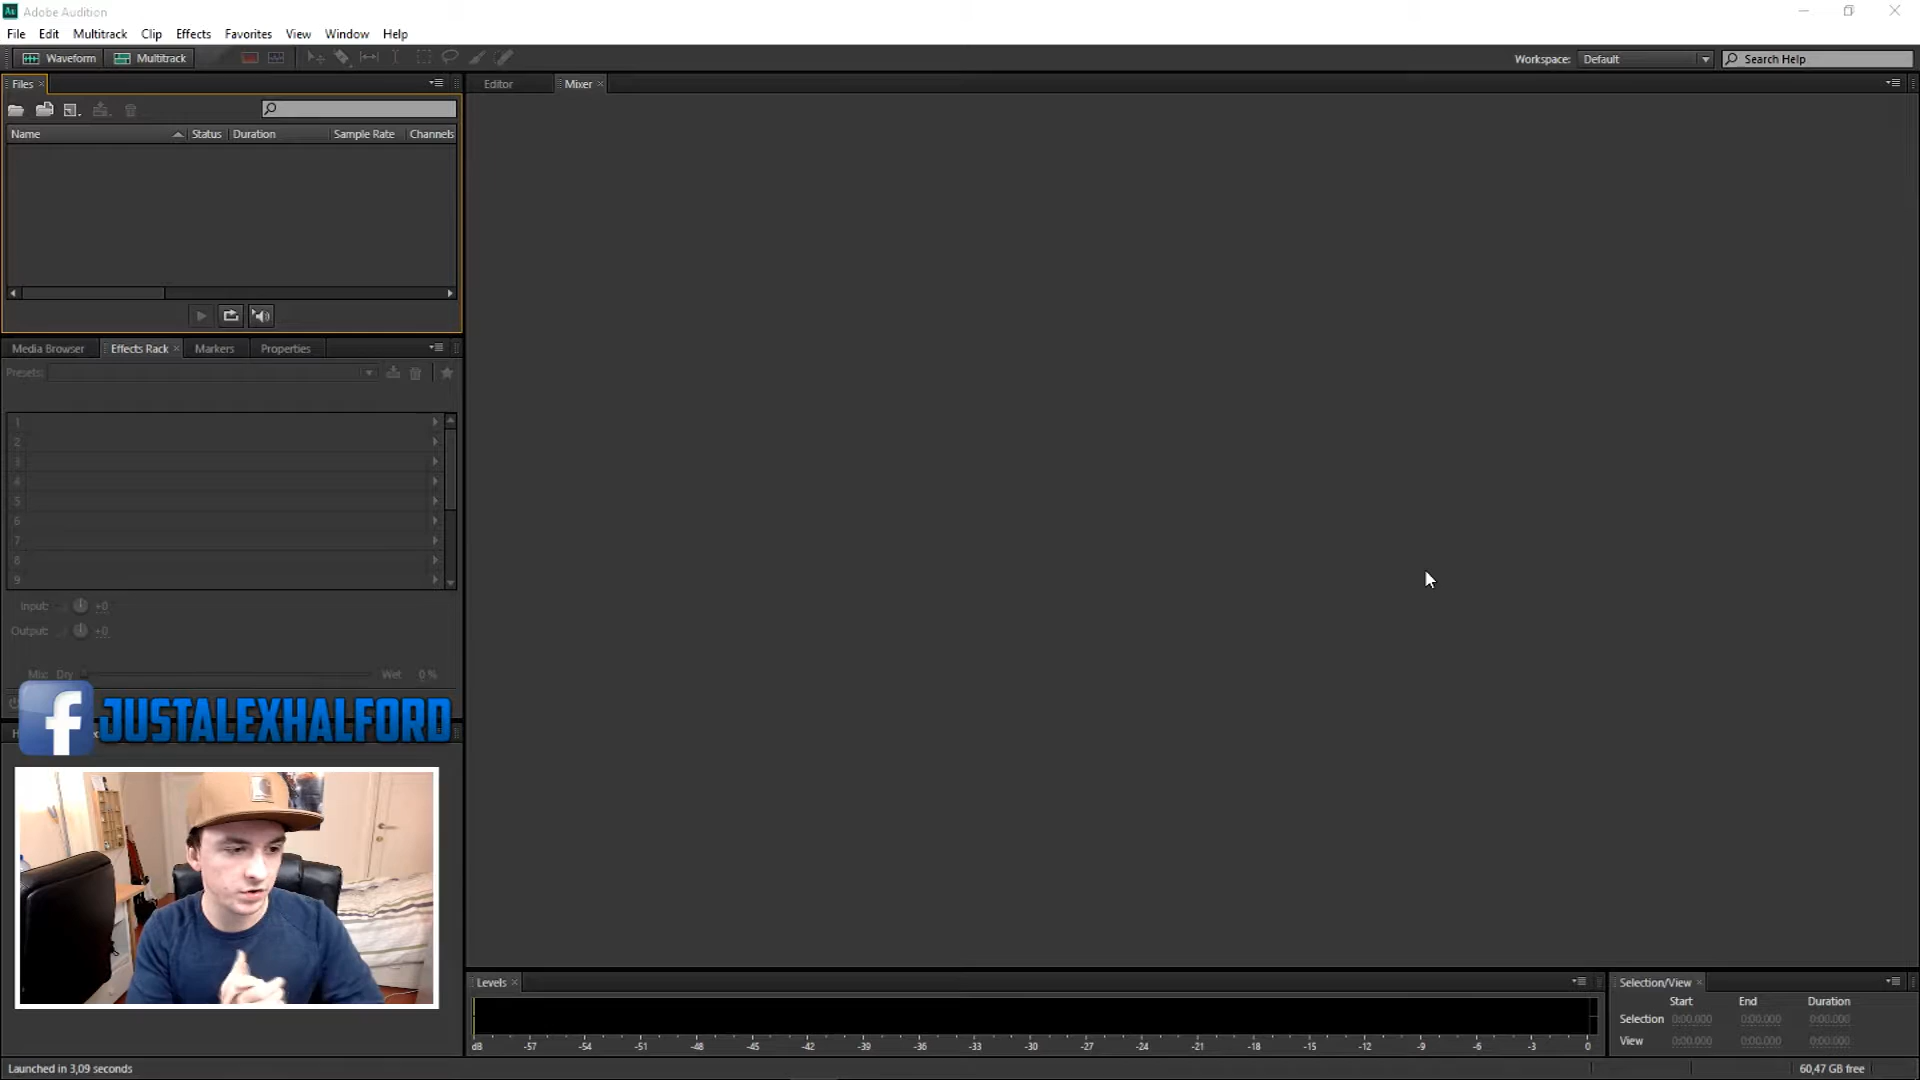 Au Adobe Audition
File Edit Multitrack Clip Effects Favorites View Window Help
Waveform Multitrack
Workspace: Default Search Help
Files
Editor Mixer
Name Status Duration Sample Rate Channels
Media Browser Effects Rack Markers Properties
Presets:
1
2
3
4
5
6
7
8
9
Input: +0
Output: +0
Mix: Dry Wet 0 %
f JUSTALEXHALFORD
Levels
dB -57 -54 -51 -48 -45 -42 -39 -36 -33 -30 -27 -24 -21 -18 -15 -12 -9 -6 -3 0
Selection/View
Start End Duration
Selection 0:00.000 0:00.000 0:00.000
View 0:00.000 0:00.000 0:00.000
Launched in 3,09 seconds
60,47 GB free